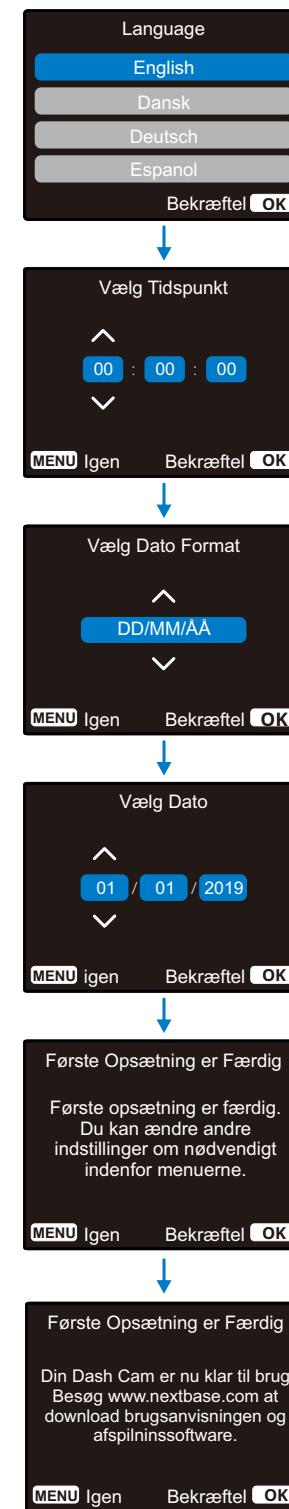 Language
English
Dansk
Deutsch
Espanol
Bekræftel OK
Vælg Tidspunkt
00 : 00 : 00
MENU Igen Bekræftel OK
Vælg Dato Format
DD/MM/ÅÅ
MENU Igen Bekræftel OK
Vælg Dato
01 / 01 / 2019
MENU igen Bekræftel OK
Første Opsætning er Færdig
Første opsætning er færdig.
Du kan ændre andre
indstillinger om nødvendigt
indenfor menuerne.
MENU Igen Bekræftel OK
Første Opsætning er Færdig
Din Dash Cam er nu klar til brug
Besøg www.nextbase.com at
download brugsanvisningen og
afspilninssoftware.
MENU Igen Bekræftel OK